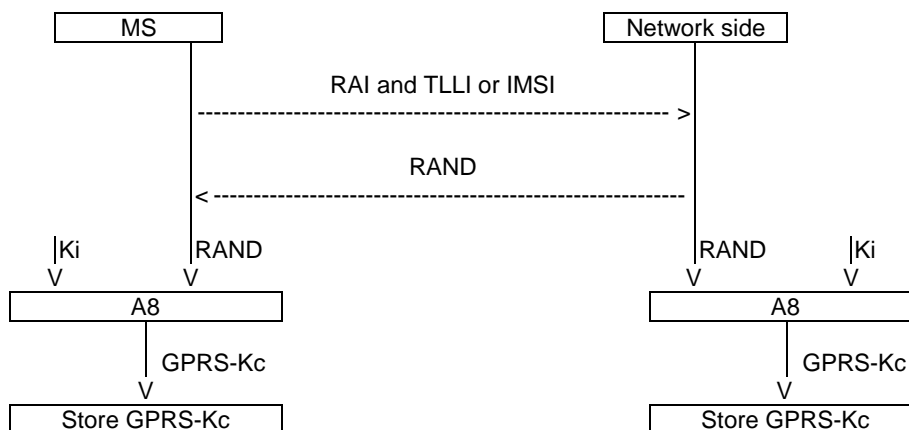 MS Network side
RAI and TLLI or IMSI
--------------------------------------------------------- >
RAND
< ---------------------------------------------------------
Ki RAND RAND Ki
V V V V
A8 A8
GPRS-Kc GPRS-Kc
V V
Store GPRS-Kc Store GPRS-Kc